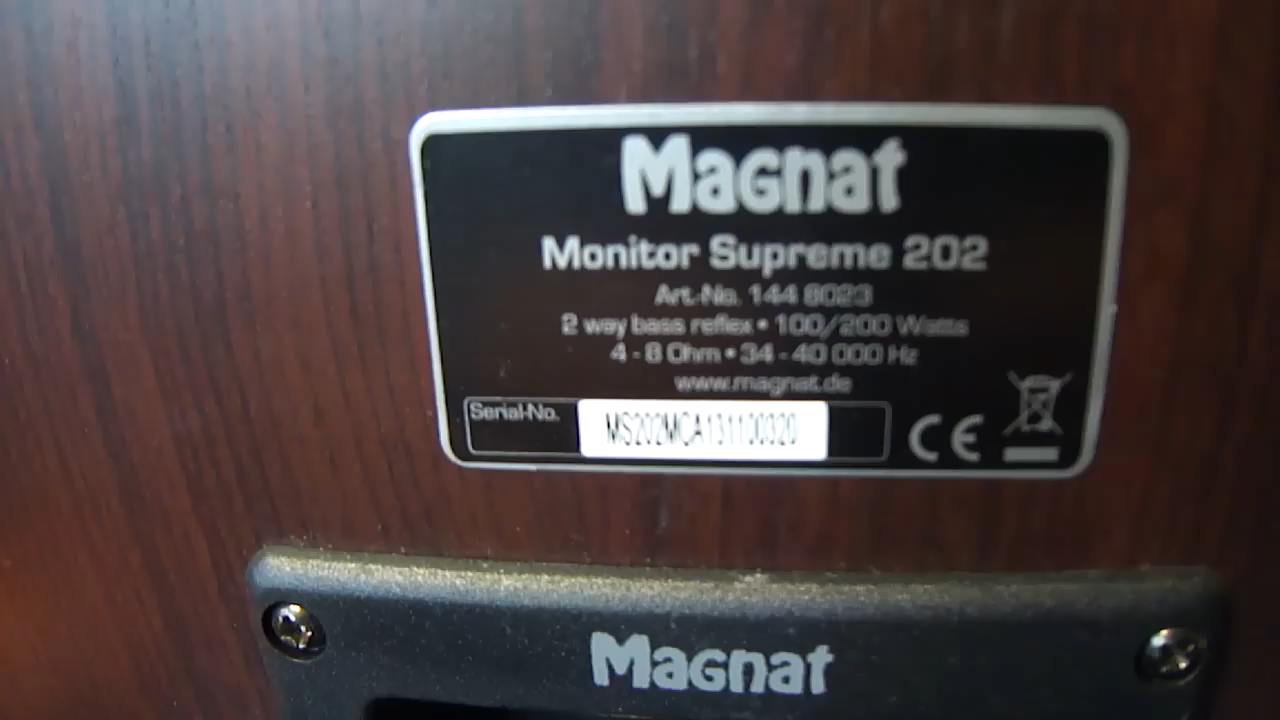 Magnat
Monitor Supreme 202
Art.-No. 144 8023
2 way bass reflex • 100/200 Watts
4 - 8 Ohm • 34 - 40 000 Hz
www.magnat.de
Serial-No. MS202MCA131100320
CE
Magnat